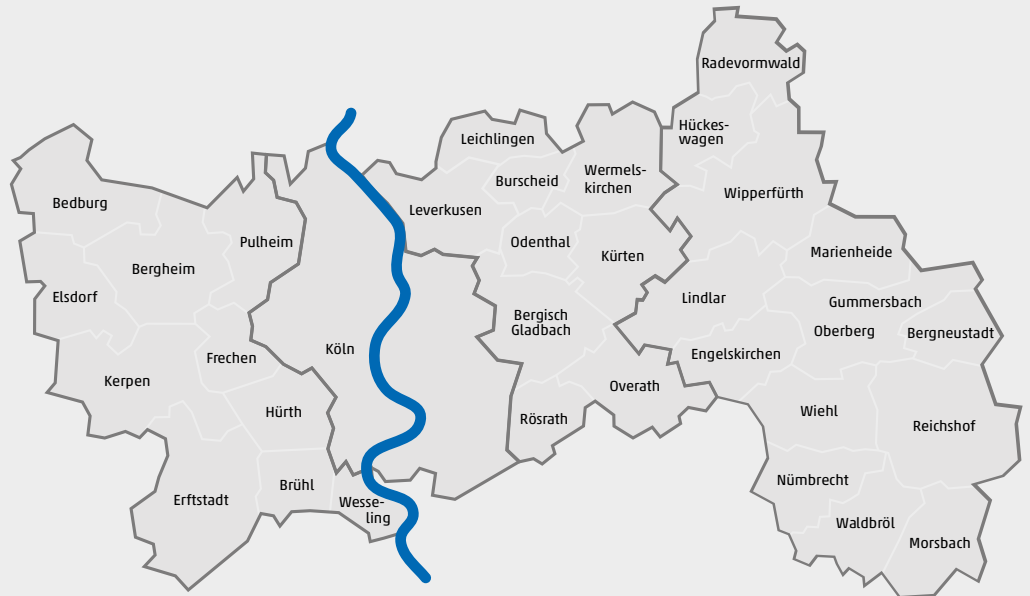 Radevormwald
Hückes-
wagen
Leichlingen
Wermels-
kirchen
Burscheid
Wipperfürth
Bedburg
Leverkusen
Pulheim
Odenthal
Kürten
Marienheide
Bergheim
Elsdorf
Lindlar
Gummersbach
Bergisch
Gladbach
Oberberg
Bergneustadt
Köln
Frechen
Engelskirchen
Kerpen
Overath
Hürth
Rösrath
Wiehl
Reichshof
Brühl
Nümbrecht
Erftstadt
Wesse-
ling
Waldbröl
Morsbach